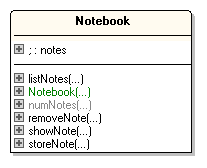 Notebook
; : notes
listNotes(...)
Notebook(...)
numNotes(...)
removeNote(...)
showNote(...)
storeNote(...)